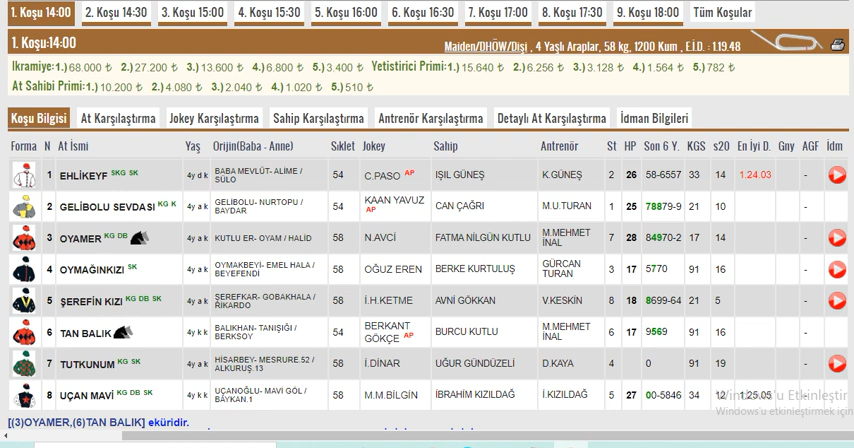 1. Koşu 14:00 2. Koşu 14:30 3. Koşu 15:00 4. Koşu 15:30 5. Koşu 16:00 6. Koşu 16:30 7. Koşu 17:00 8. Koşu 17:30 9. Koşu 18:00 Tüm Koşular
1. Koşu:14:00 Maiden/DHÖW/Dişi , 4 Yaşlı Araplar, 58 kg, 1200 Kum , E.İ.D. : 1.19.48
Ikramiye:1.)68.000 ₺ 2.)27.200 ₺ 3.)13.600 ₺ 4.)6.800 ₺ 5.)3.400 ₺ Yetistirici Primi:1.)15.640 ₺ 2.)6.256 ₺ 3.)3.128 ₺ 4.)1.564 ₺ 5.)782 ₺
At Sahibi Primi:1.)10.200 ₺ 2.)4.080 ₺ 3.)2.040 ₺ 4.)1.020 ₺ 5.)510 ₺
Koşu Bilgisi At Karşılaştırma Jokey Karşılaştırma Sahip Karşılaştırma Antrenör Karşılaştırma Detaylı At Karşılaştırma İdman Bilgileri
Forma N At İsmi Yaş Orijin(Baba - Anne) Sıklet Jokey Sahip Antrenör St HP Son 6 Y. KGS s20 En İyi D. Gny AGF İdm
1 EHLİKEYF SKG SK 4y d k BABA MEVLÜT- ALİME / SÜLO 54 C.PASO AP IŞIL GÜNEŞ K.GÜNEŞ 2 26 58-6557 33 14 1.24.03 -
2 GELİBOLU SEVDASI KG K 4y a k GELİBOLU- NURTOPU / BAYDAR 54 KAAN YAVUZ AP CAN ÇAĞRI M.U.TURAN 1 25 78879-9 21 10 -
3 OYAMER KG DB 4y a k KUTLU ER- OYAM / HALİD 58 N.AVCİ FATMA NİLGÜN KUTLU M.MEHMET İNAL 7 28 84970-2 17 14 -
4 OYMAĞINKIZI SK 4y a k OYMAKBEYİ- EMEL HALA / BEYEFENDİ 58 OĞUZ EREN BERKE KURTULUŞ GÜRCAN TURAN 3 17 5770 91 16 -
5 ŞEREFİN KIZI KG DB SK 4y a k ŞEREFKAR- GOBAKHALA / RIKARDO 58 İ.H.KETME AVNİ GÖKKAN V.KESKİN 8 18 8699-64 21 5 -
6 TAN BALIK 4y k k BALIKHAN- TANIŞIĞI / BERKSOY 54 BERKANT GÖKÇE AP BURCU KUTLU M.MEHMET İNAL 6 17 9569 91 16 -
7 TUTKUNUM KG SK 4y a k HİSARBEY- MESRURE.52 / ALKURUŞ.13 58 İ.DİNAR UĞUR GÜNDÜZELİ D.KAYA 4 0 91 19 -
8 UÇAN MAVİ KG DB SK 4y k k UÇANOĞLU- MAVİ GÖL / BAYKAN.1 58 M.M.BİLGİN İBRAHİM KIZILDAĞ İ.KIZILDAĞ 5 27 00-5846 34 12 1.25.05 -
Windows'u Etkinleştir
Windows'u etkinleştirmek için
[(3)OYAMER,(6)TAN BALIK] eküridir.